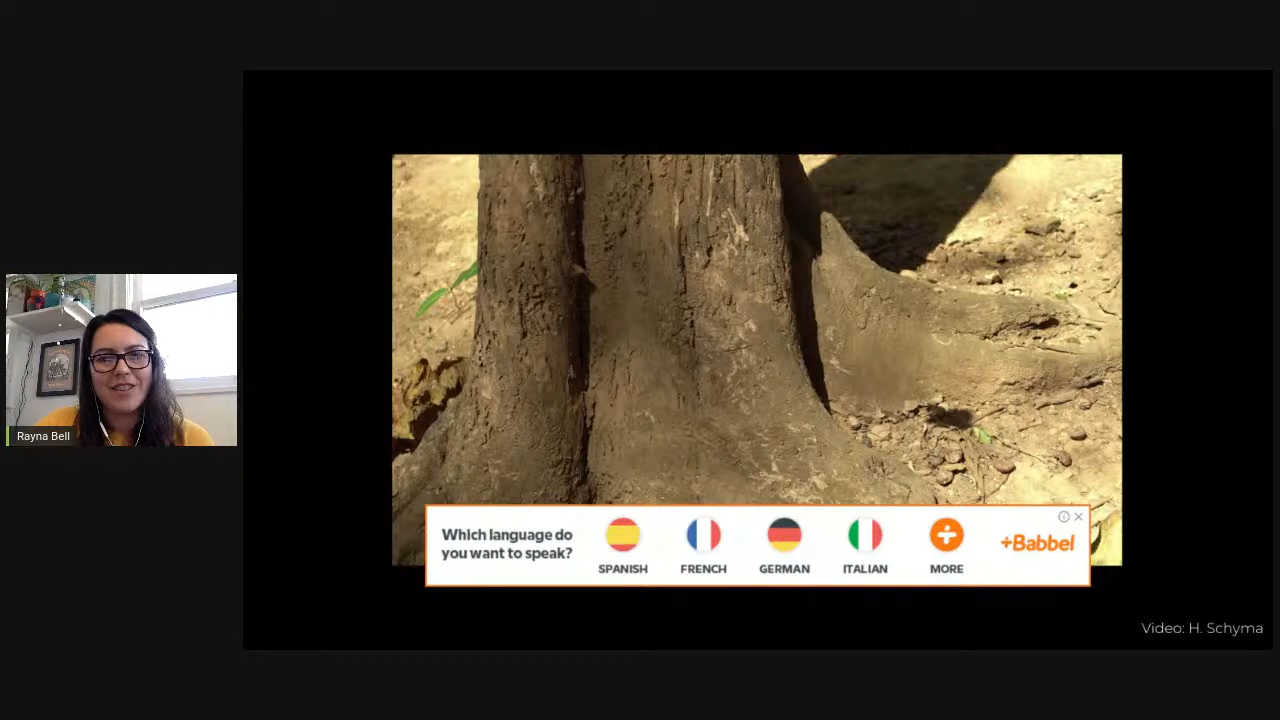 Rayna Bell
Which language do
you want to speak?
SPANISH
FRENCH
GERMAN
ITALIAN
MORE
+Babbel
Video: H. Schyma